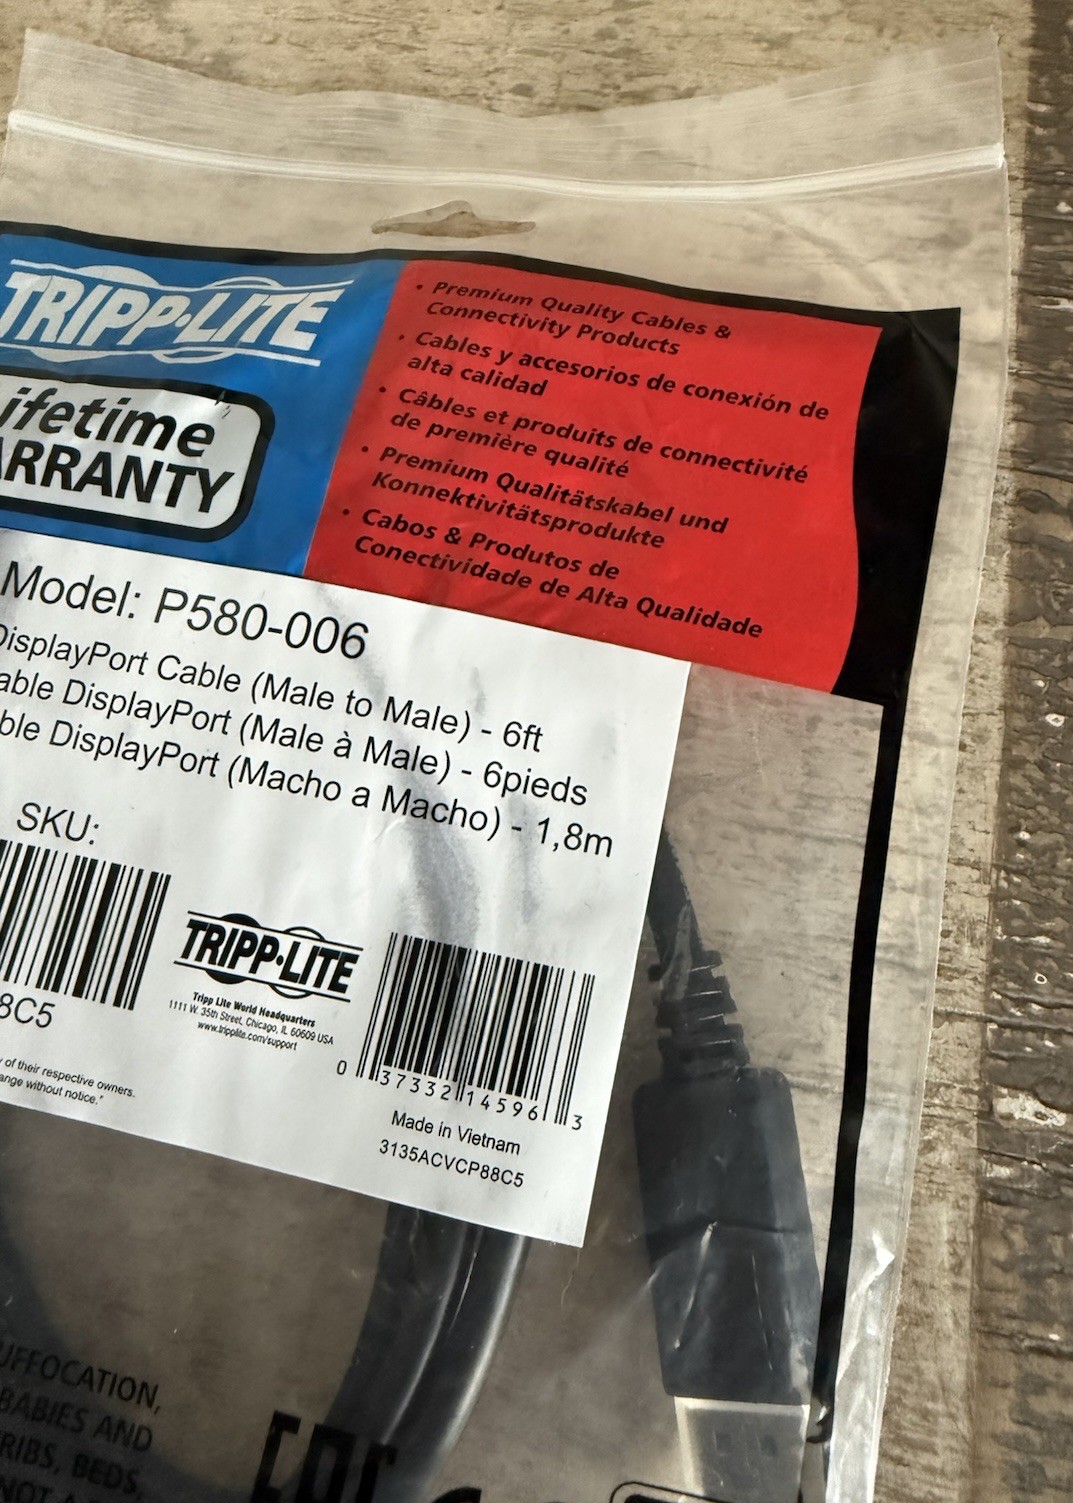 TRIPP·LITE
ifetime
ARRANTY
• Premium Quality Cables &
Connectivity Products
• Cables y accesorios de conexión de
alta calidad
• Câbles et produits de connectivité
de première qualité
• Premium Qualitätskabel und
Konnektivitätsprodukte
• Cabos & Produtos de
Conectividade de Alta Qualidade
Model: P580-006
DisplayPort Cable (Male to Male) - 6ft
able DisplayPort (Male à Male) - 6pieds
ble DisplayPort (Macho a Macho) - 1,8m
SKU:
8C5
TRIPP·LITE
Tripp Lite World Headquarters
1111 W. 35th Street, Chicago, IL 60609 USA
www.tripplite.com/support
0 37332 14596 3
Made in Vietnam
3135ACVCP88C5
y of their respective owners.
ange without notice."
UFFOCATION,
BABIES AND
RIBS, BEDS,
NOT A